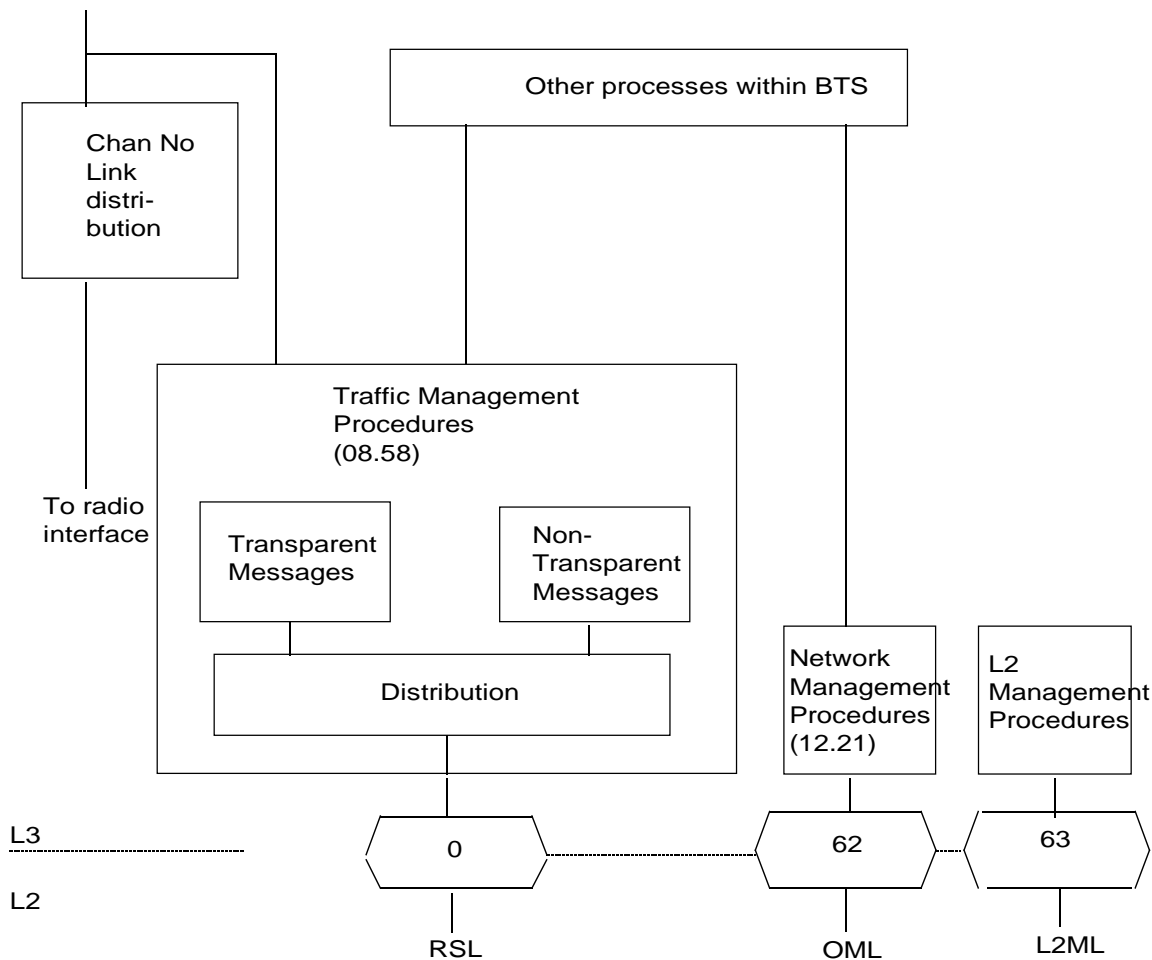 Other processes within BTS
Chan No
Link
distri-
bution
Traffic Management
Procedures
(08.58)
To radio
interface
Transparent
Messages
Non-
Transparent
Messages
Distribution
Network
Management
Procedures
(12.21)
L2
Management
Procedures
L3
0
62
63
L2
RSL
OML
L2ML